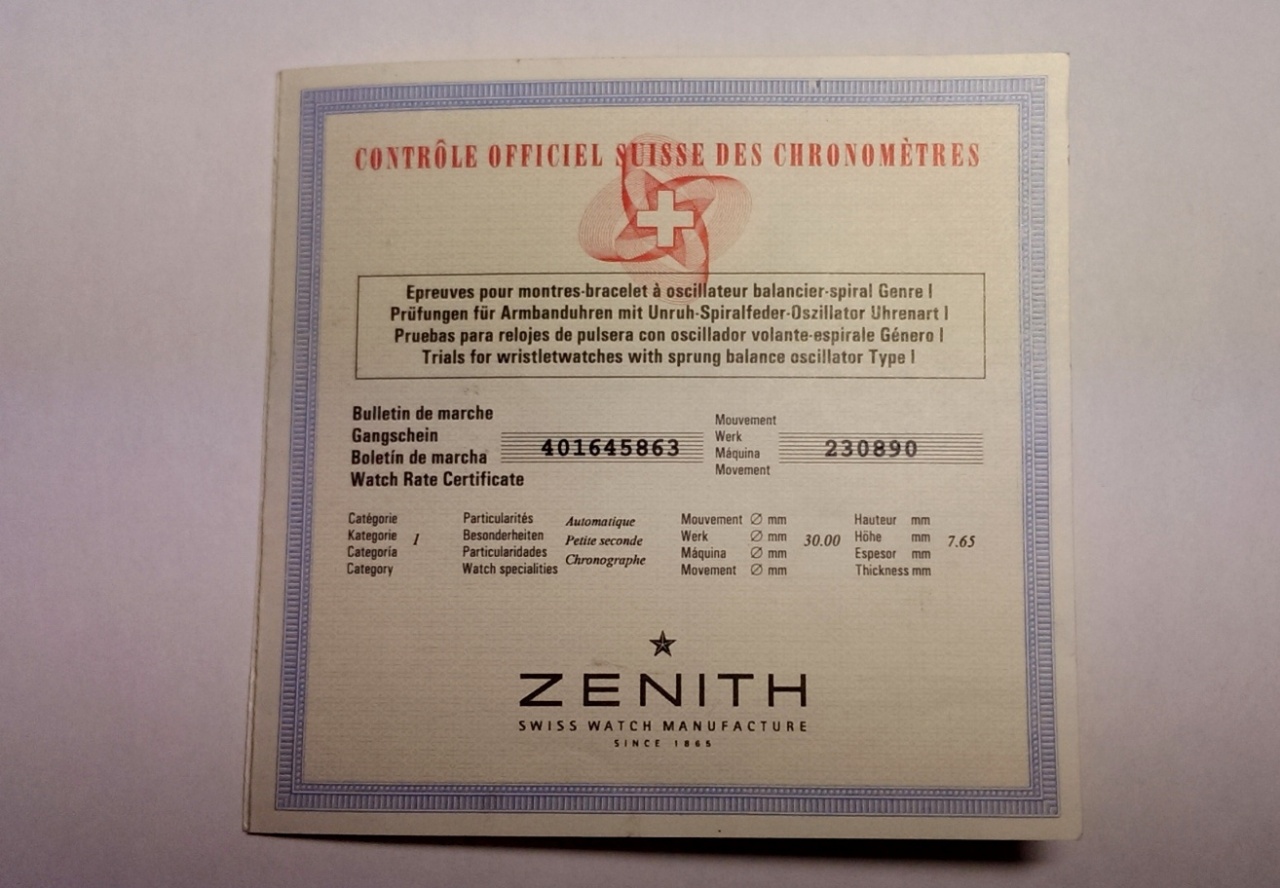 CONTRÔLE OFFICIEL SUISSE DES CHRONOMÈTRES
Epreuves pour montres-bracelet à oscillateur balancier-spiral Genre I
Prüfungen für Armbanduhren mit Unruh-Spiralfeder-Oszillator Uhrenart I
Pruebas para relojes de pulsera con oscillador volante-espirale Género I
Trials for wristletwatches with sprung balance oscillator Type I
Bulletin de marche
Gangschein
Boletín de marcha
Watch Rate Certificate
401645863
Mouvement
Werk
Máquina
Movement
230890
Catégorie
Kategorie
Categoría
Category
1
Particularités
Besonderheiten
Particularidades
Watch specialities
Automatique
Petite seconde
Chronographe
Mouvement ∅ mm
Werk ∅ mm
Máquina ∅ mm
Movement ∅ mm
30.00
Hauteur mm
Höhe mm
Espesor mm
Thickness mm
7.65
ZENITH
SWISS WATCH MANUFACTURE
SINCE 1865